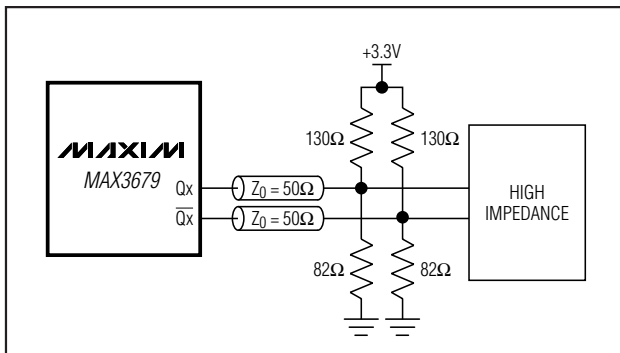 +3.3V
130Ω 130Ω
MAXIM
MAX3679
Qx Z0 = 50Ω
Qx Z0 = 50Ω
HIGH
IMPEDANCE
82Ω 82Ω